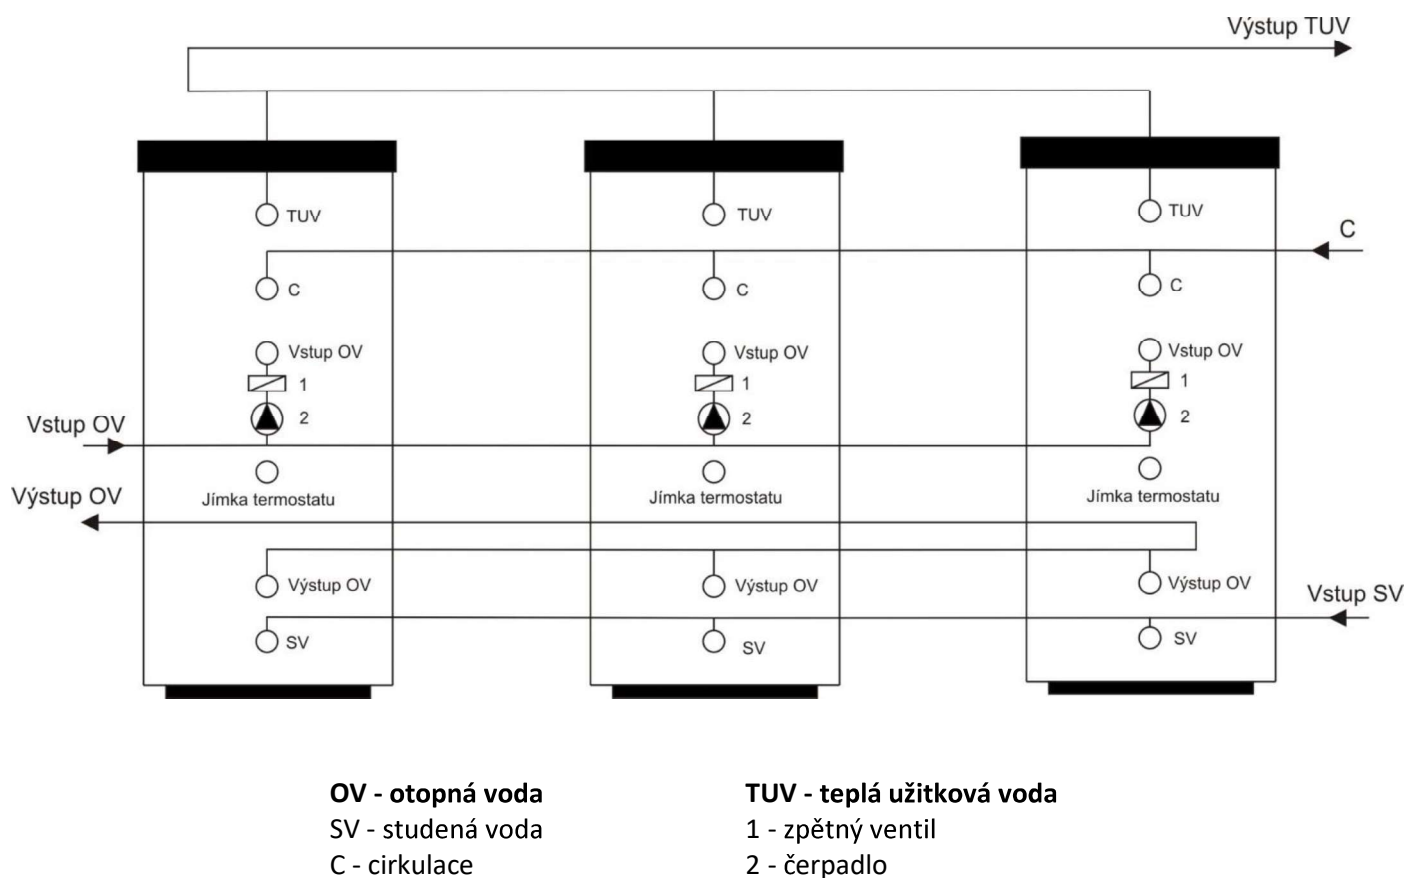 Výstup TUV
TUV
TUV
TUV
C
C
C
C
Vstup OV
Vstup OV
Vstup OV
1
1
1
2
2
2
Vstup OV
Výstup OV
Jímka termostatu
Jímka termostatu
Jímka termostatu
Výstup OV
Výstup OV
Výstup OV
Vstup SV
SV
SV
SV
OV - otopná voda
SV - studená voda
C - cirkulace
TUV - teplá užitková voda
1 - zpětný ventil
2 - čerpadlo